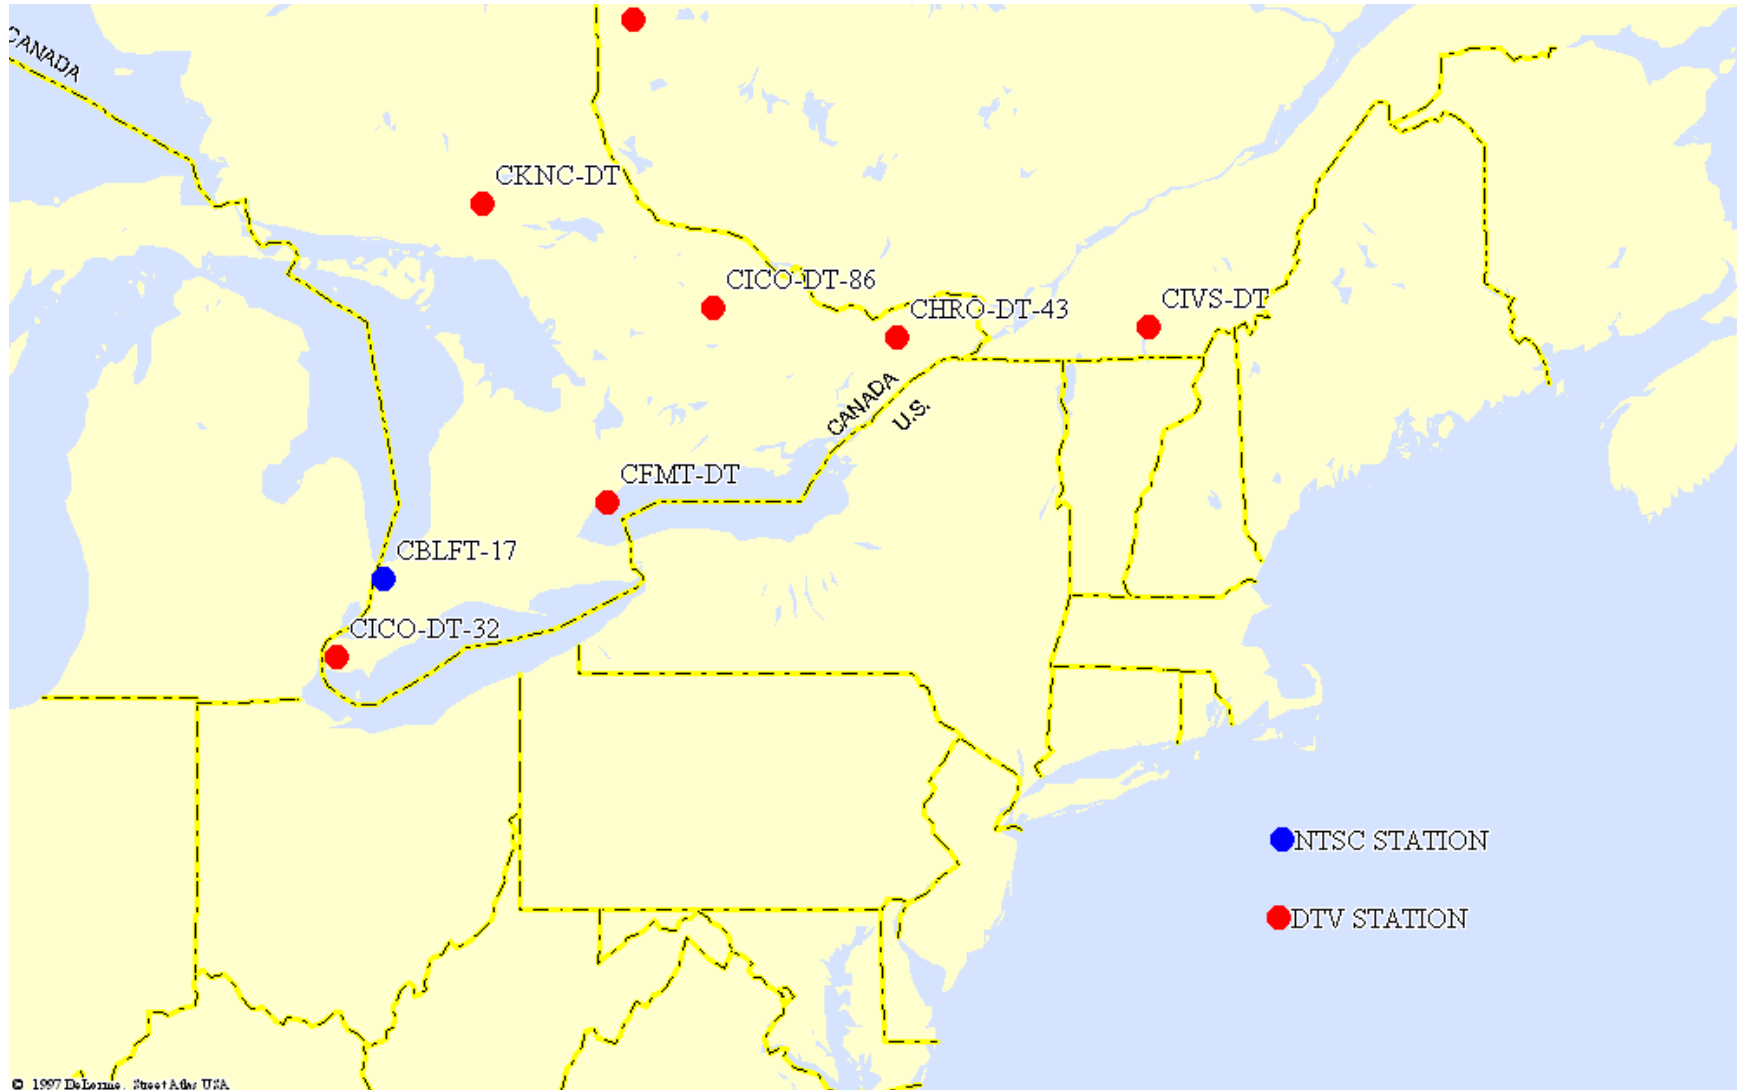 CANADA
CKNC-DT
CICO-DT-86
CHRO-DT-43
CIVS-DT
CANADA
U.S.
CFMT-DT
CBLFT-17
CICO-DT-32
NTSC STATION
DTV STATION
© 1997 DeLorme. Street Atlas USA